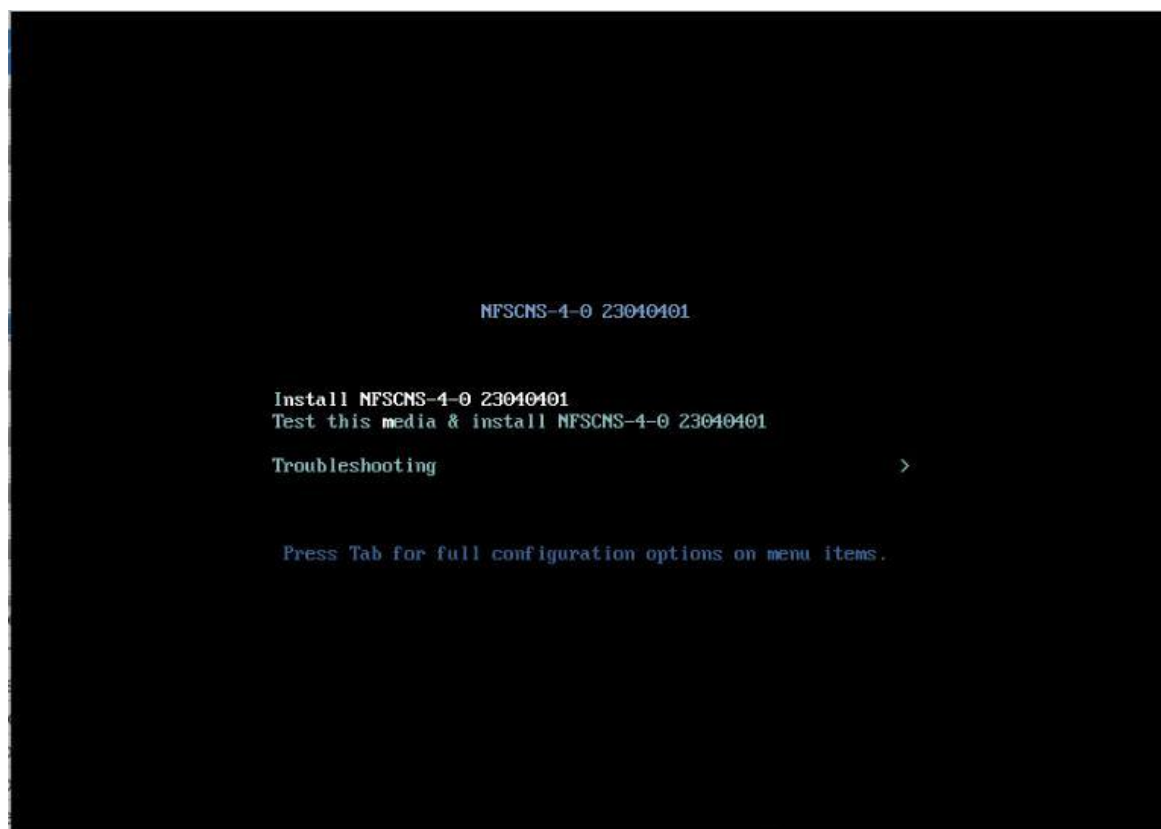 NFSCNS-4-0 23040401
Install NFSCNS-4-0 23040401
Test this media & install NFSCNS-4-0 23040401
Troubleshooting >
Press Tab for full configuration options on menu items.